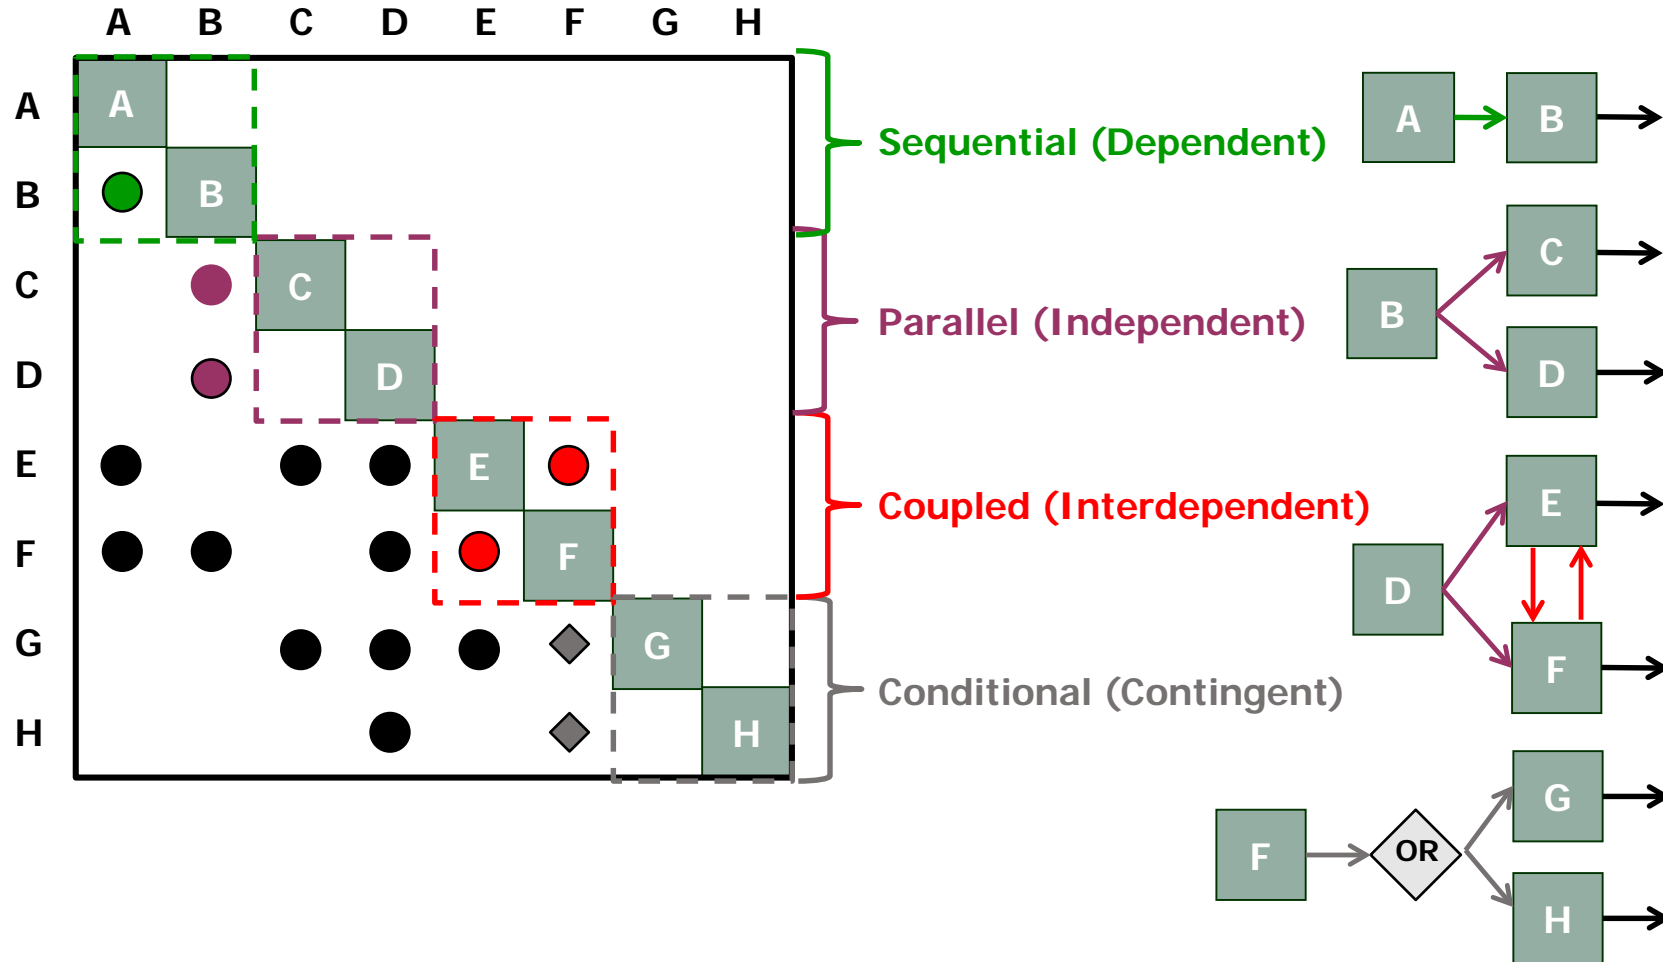 A B C D E F G H
A A
B B
C C
D D
E E
F F
G G
H H
Sequential (Dependent)
Parallel (Independent)
Coupled (Interdependent)
Conditional (Contingent)
A B
B C
D
D E
F
F OR G
H